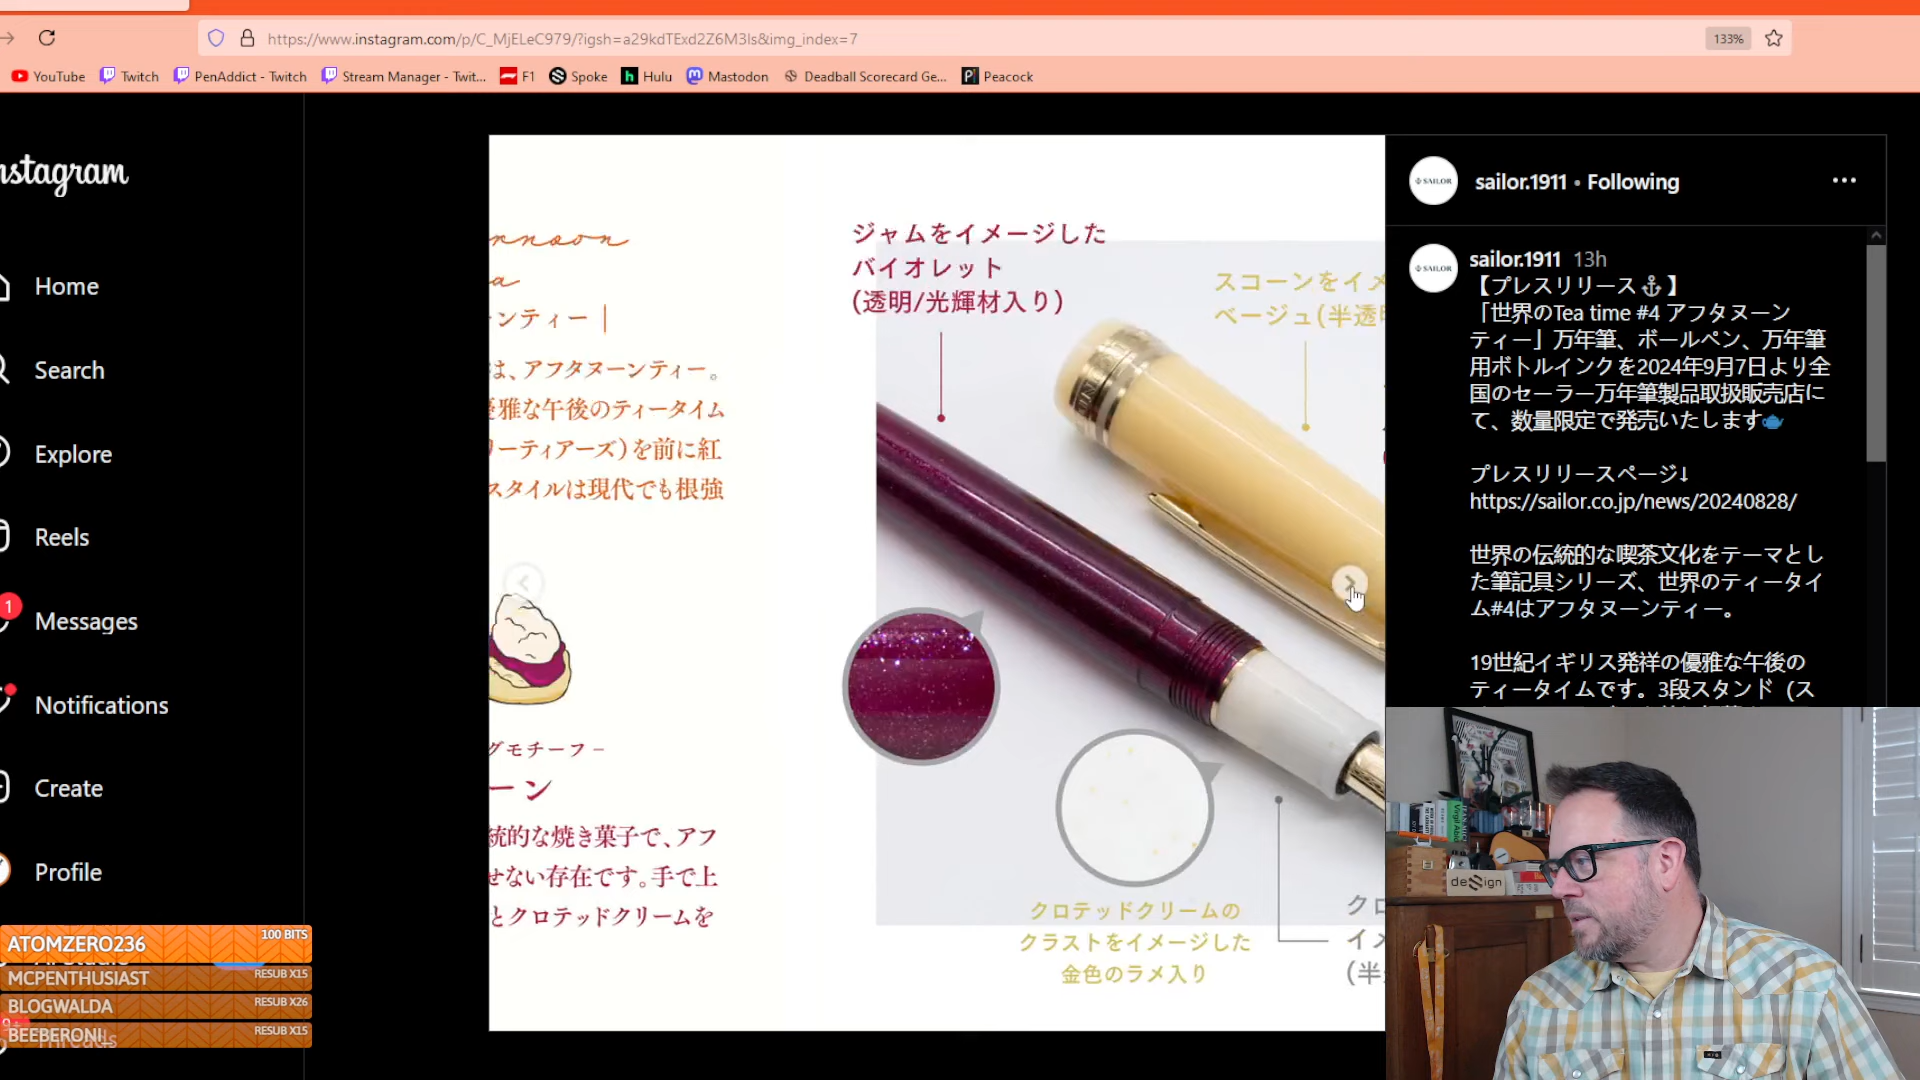 https://www.instagram.com/p/C_MjELeC979/?igsh=a29kdTExd2Z6M3ls&img_index=7
133%
YouTube
Twitch
PenAddict - Twitch
Stream Manager - Twit...
F1
Spoke
Hulu
Mastodon
Deadball Scorecard Ge...
Peacock
nstagram
Home
Search
Explore
Reels
1
Messages
Notifications
Create
Profile
Threads
ATOMZERO236
100 BITS
MCPENTHUSIAST
RESUB X15
BLOGWALDA
RESUB X26
BEEBERONI_
RESUB X15
rnoon
a
ンティー |
は、アフタヌーンティー。
優雅な午後のティータイム
リーティアーズ)を前に紅
スタイルは現代でも根強
グモチーフ –
ーン
統的な焼き菓子で、アフ
せない存在です。手で上
とクロテッドクリームを
ジャムをイメージした
バイオレット
(透明/光輝材入り)
スコーンをイメ
ベージュ(半透
クロテッドクリームの
クラストをイメージした
金色のラメ入り
クロ
イメ
(半
SAILOR
sailor.1911 • Following
SAILOR
sailor.1911 13h
【プレスリリース⚓】
「世界のTea time #4 アフタヌーン
ティー」万年筆、ボールペン、万年筆
用ボトルインクを2024年9月7日より全
国のセーラー万年筆製品取扱販売店に
て、数量限定で発売いたします🫖
プレスリリースページ↓
https://sailor.co.jp/news/20240828/
世界の伝統的な喫茶文化をテーマとし
た筆記具シリーズ、世界のティータイ
ム#4はアフタヌーンティー。
19世紀イギリス発祥の優雅な午後の
ティータイムです。3段スタンド（ス
design